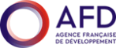 AFD
AGENCE FRANÇAISE
DE DÉVELOPPEMENT